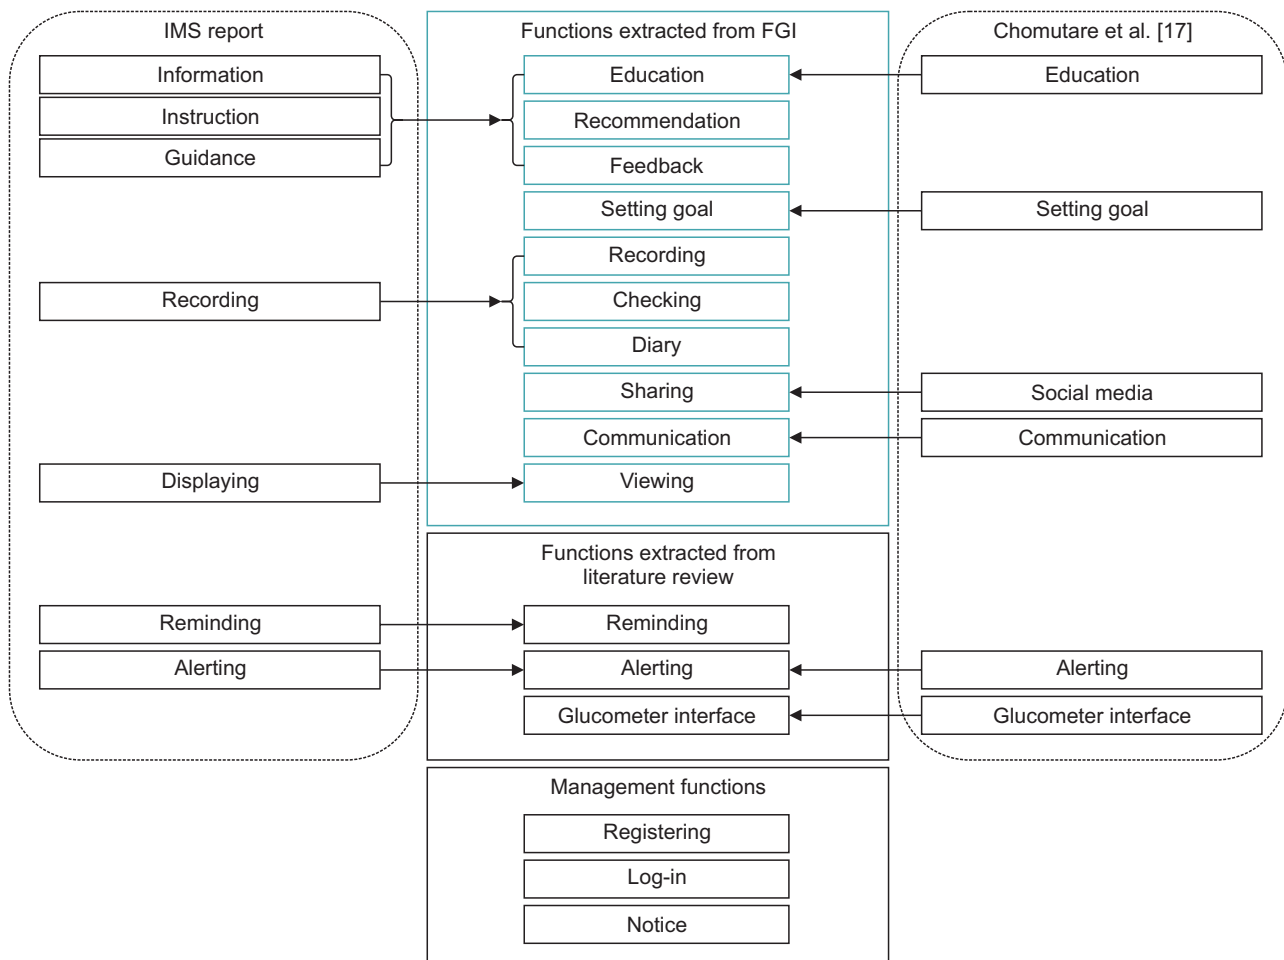 IMS report
Information
Instruction
Guidance
Recording
Displaying
Reminding
Alerting
Functions extracted from FGI
Education
Recommendation
Feedback
Setting goal
Recording
Checking
Diary
Sharing
Communication
Viewing
Functions extracted from
literature review
Reminding
Alerting
Glucometer interface
Management functions
Registering
Log-in
Notice
Chomutare et al. [17]
Education
Setting goal
Social media
Communication
Alerting
Glucometer interface